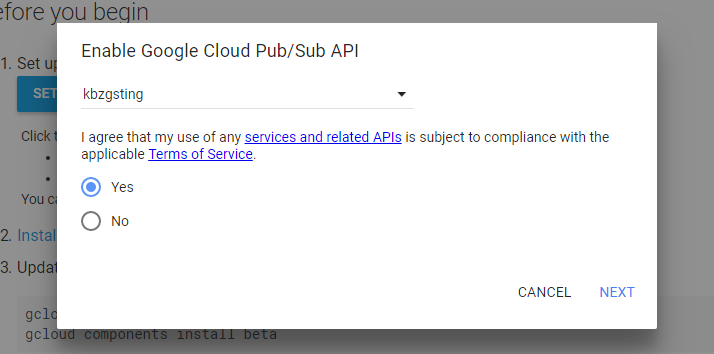 efore you begin
Enable Google Cloud Pub/Sub API
1. Set up
kbzgsting
SET
I agree that my use of any services and related APIs is subject to compliance with the
applicable Terms of Service.
Click t
Yes
You ca
No
2. Instal
3. Updat
CANCEL NEXT
gclo
gcloud components install beta